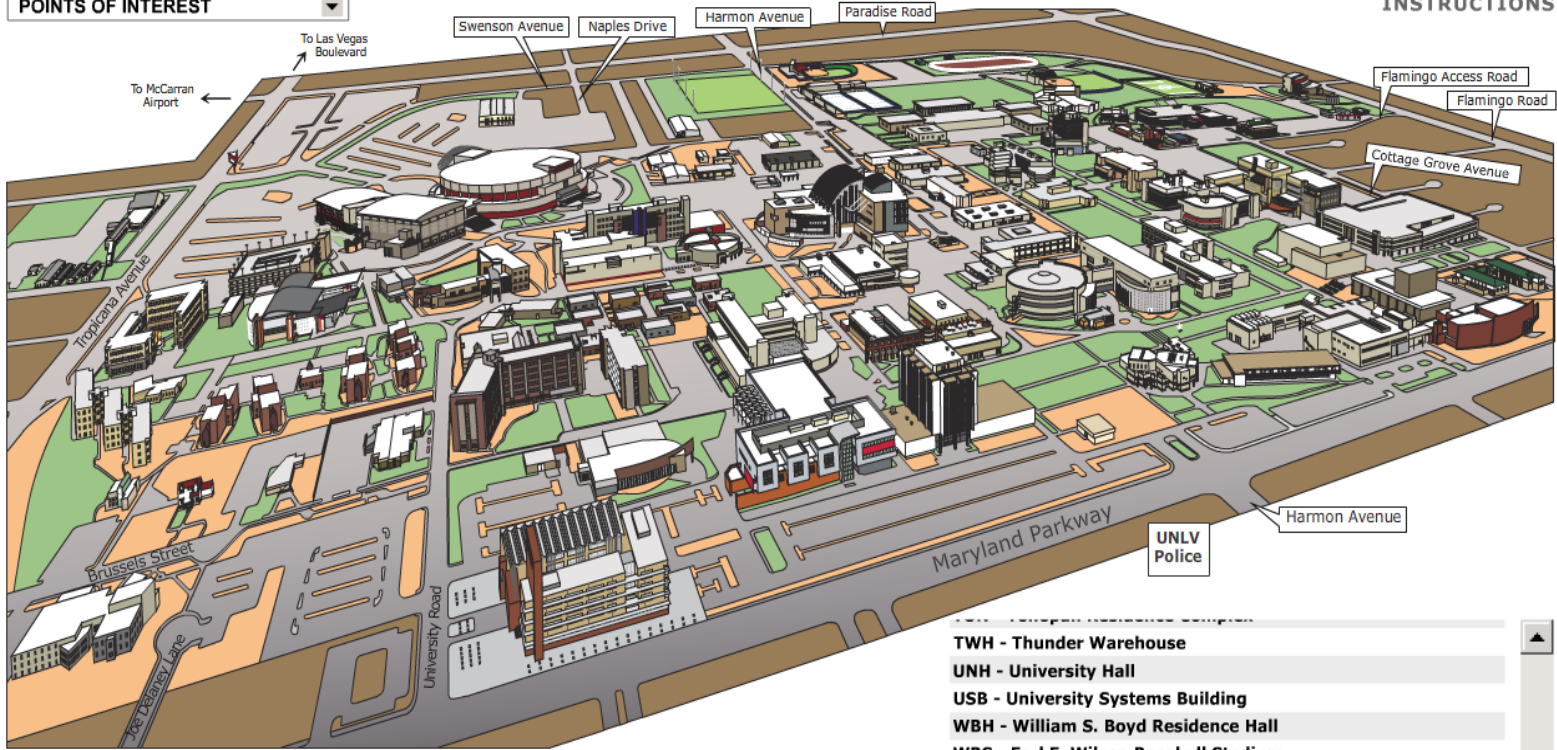 POINTS OF INTEREST
INSTRUCTIONS
Swenson Avenue
Naples Drive
Harmon Avenue
Paradise Road
To Las Vegas
Boulevard
To McCarran
Airport
Flamingo Access Road
Flamingo Road
Cottage Grove Avenue
Tropicana Avenue
Brussels Street
Joe Delaney Lane
University Road
Maryland Parkway
Harmon Avenue
UNLV
Police
TWH - Thunder Warehouse
UNH - University Hall
USB - University Systems Building
WBH - William S. Boyd Residence Hall